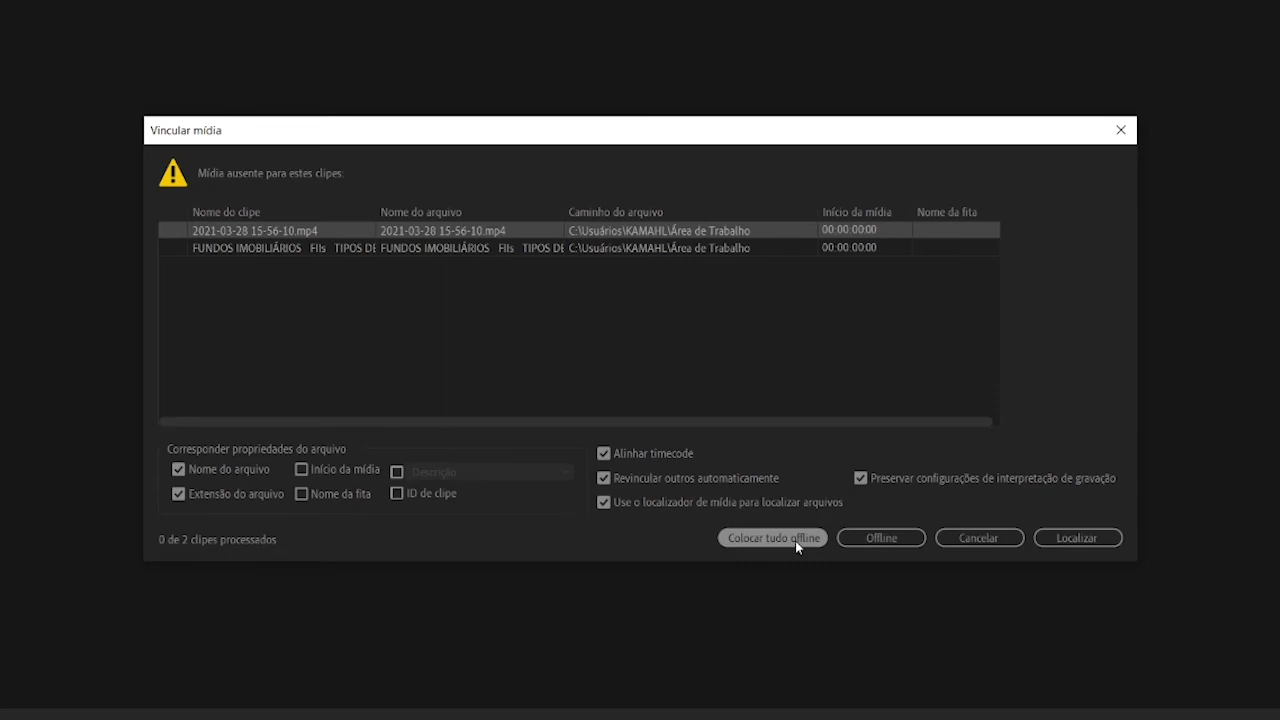 Vincular mídia
Mídia ausente para estes clipes:
Nome do clipe Nome do arquivo Caminho do arquivo Início da mídia Nome da fita
2021-03-28 15-56-10.mp4 2021-03-28 15-56-10.mp4 C:\Usuários\KAMAHL\Área de Trabalho 00:00:00:00
FUNDOS IMOBILIÁRIOS FIIs TIPOS DE FUNDOS IMOBILIÁRIOS FIIs TIPOS DE C:\Usuários\KAMAHL\Área de Trabalho 00:00:00:00
Corresponder propriedades do arquivo
Nome do arquivo Início da mídia Descrição
Extensão do arquivo Nome da fita ID de clipe
Alinhar timecode
Revincular outros automaticamente Preservar configurações de interpretação de gravação
Use o localizador de mídia para localizar arquivos
0 de 2 clipes processados
Colocar tudo offline Offline Cancelar Localizar